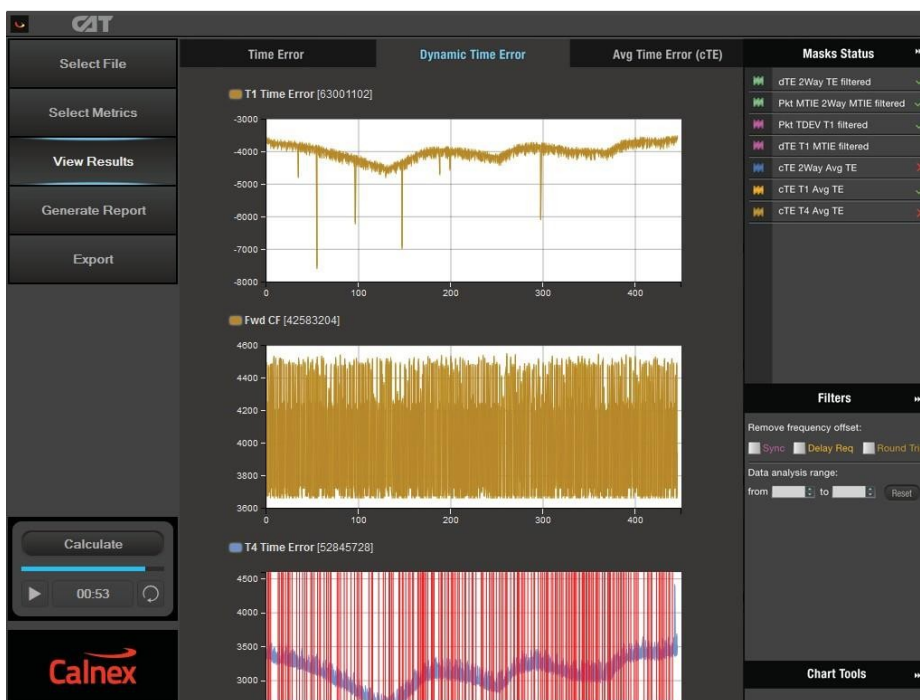 CAT
Select File
Select Metrics
View Results
Generate Report
Export
Calculate
00:53
Calnex
Time Error
Dynamic Time Error
Avg Time Error (cTE)
T1 Time Error [63001102]
-3000
-4000
-5000
-6000
-7000
-8000
0 100 200 300 400
Fwd CF [42583204]
4600
4400
4200
4000
3800
3600
0 100 200 300 400
T4 Time Error [52845728]
4500
4000
3500
3000
Masks Status
dTE 2Way TE filtered
Pkt MTIE 2Way MTIE filtered
Pkt TDEV T1 filtered
dTE T1 MTIE filtered
cTE 2Way Avg TE
cTE T1 Avg TE
cTE T4 Avg TE
Filters
Remove frequency offset:
Sync Delay Req Round Tri
Data analysis range:
from to Reset
Chart Tools